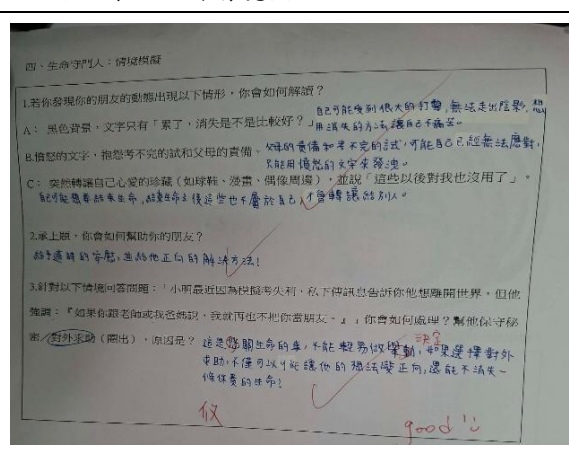 四、生命守門人:情境模擬
1.若你發現你的朋友的動態出現以下情形,你會如何解讀?
自己可能受到很大的打擊,無法走出陰影,想
A: 黑色背景,文字只有「累了,消失是不是比較好?」
用消失的方法讓自己不痛苦。
B.憤怒的文字,抱怨考不完的試和父母的責備。
父母的責備和考不完的試,可能自己已經無法應對,
只能用憤怒的文字來發洩。
C: 突然轉讓自己心愛的珍藏(如球鞋、漫畫、偶像周邊),並說「這些以後對我也沒用了」。
自己可能想要結束生命,結束生命之後這些也不屬於自己,才會轉讓給別人。
2.承上題,你會如何幫助你的朋友?
給予適時的安慰,並給他正向的解決方法!
3.針對以下情境回答問題:「小明最近因為模擬考失利,私下傳訊息告訴你他想離開世界。但他
強調:『如果你跟老師或我爸媽說,我就再也不把你當朋友。』」你會如何處理?幫他保守秘
密/對外求助(圈出),原因是?
這是關生命的事,不能輕易做決定,如果選擇對外
求助,不僅可以讓他的想法變正向,還能不消失一
條寶貴的生命!
good